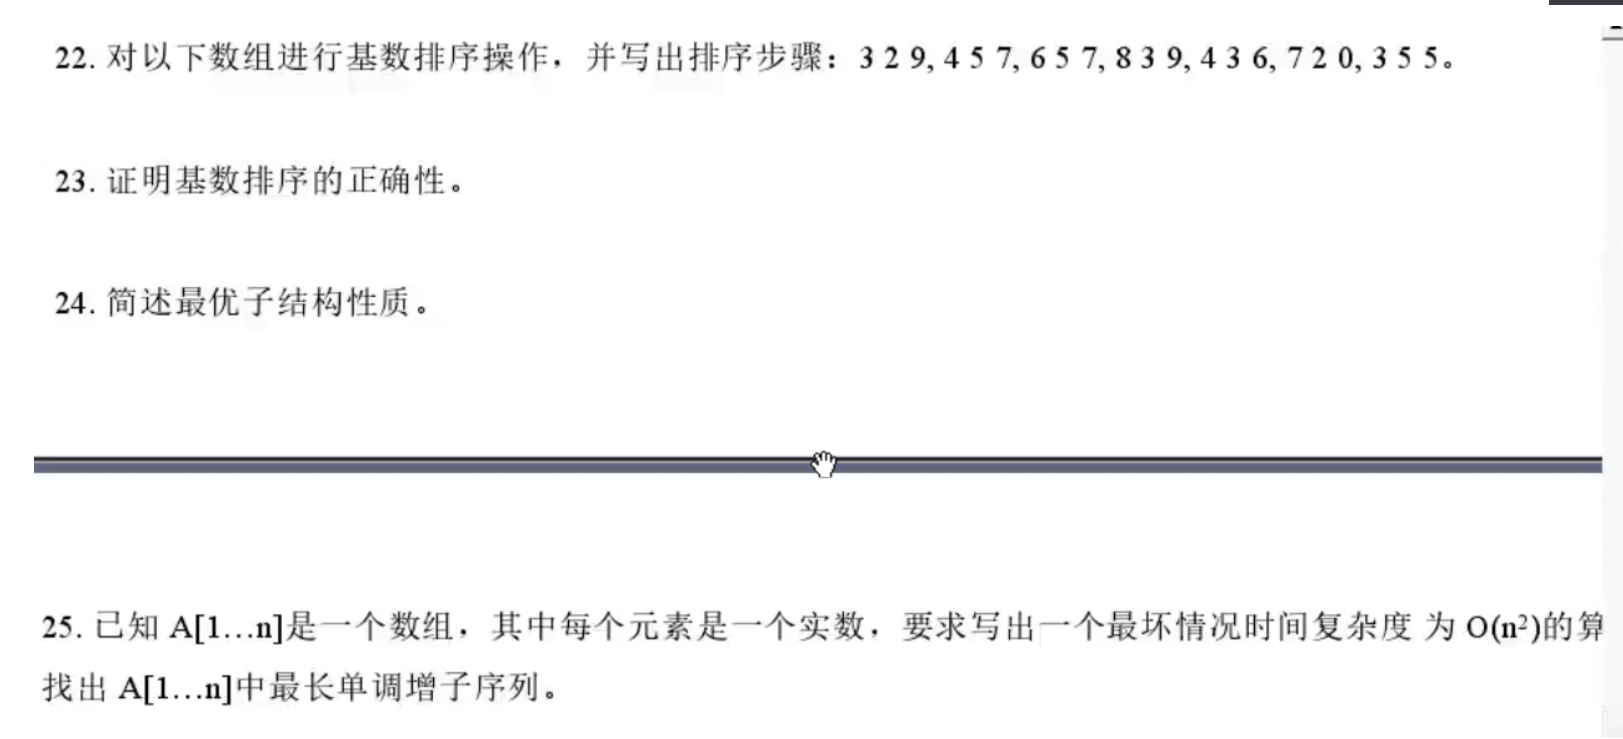 22. 对以下数组进行基数排序操作，并写出排序步骤：3 2 9, 4 5 7, 6 5 7, 8 3 9, 4 3 6, 7 2 0, 3 5 5。
23. 证明基数排序的正确性。
24. 简述最优子结构性质。
25. 已知 A[1…n]是一个数组，其中每个元素是一个实数，要求写出一个最坏情况时间复杂度 为 O(n²)的算
找出 A[1…n]中最长单调增子序列。